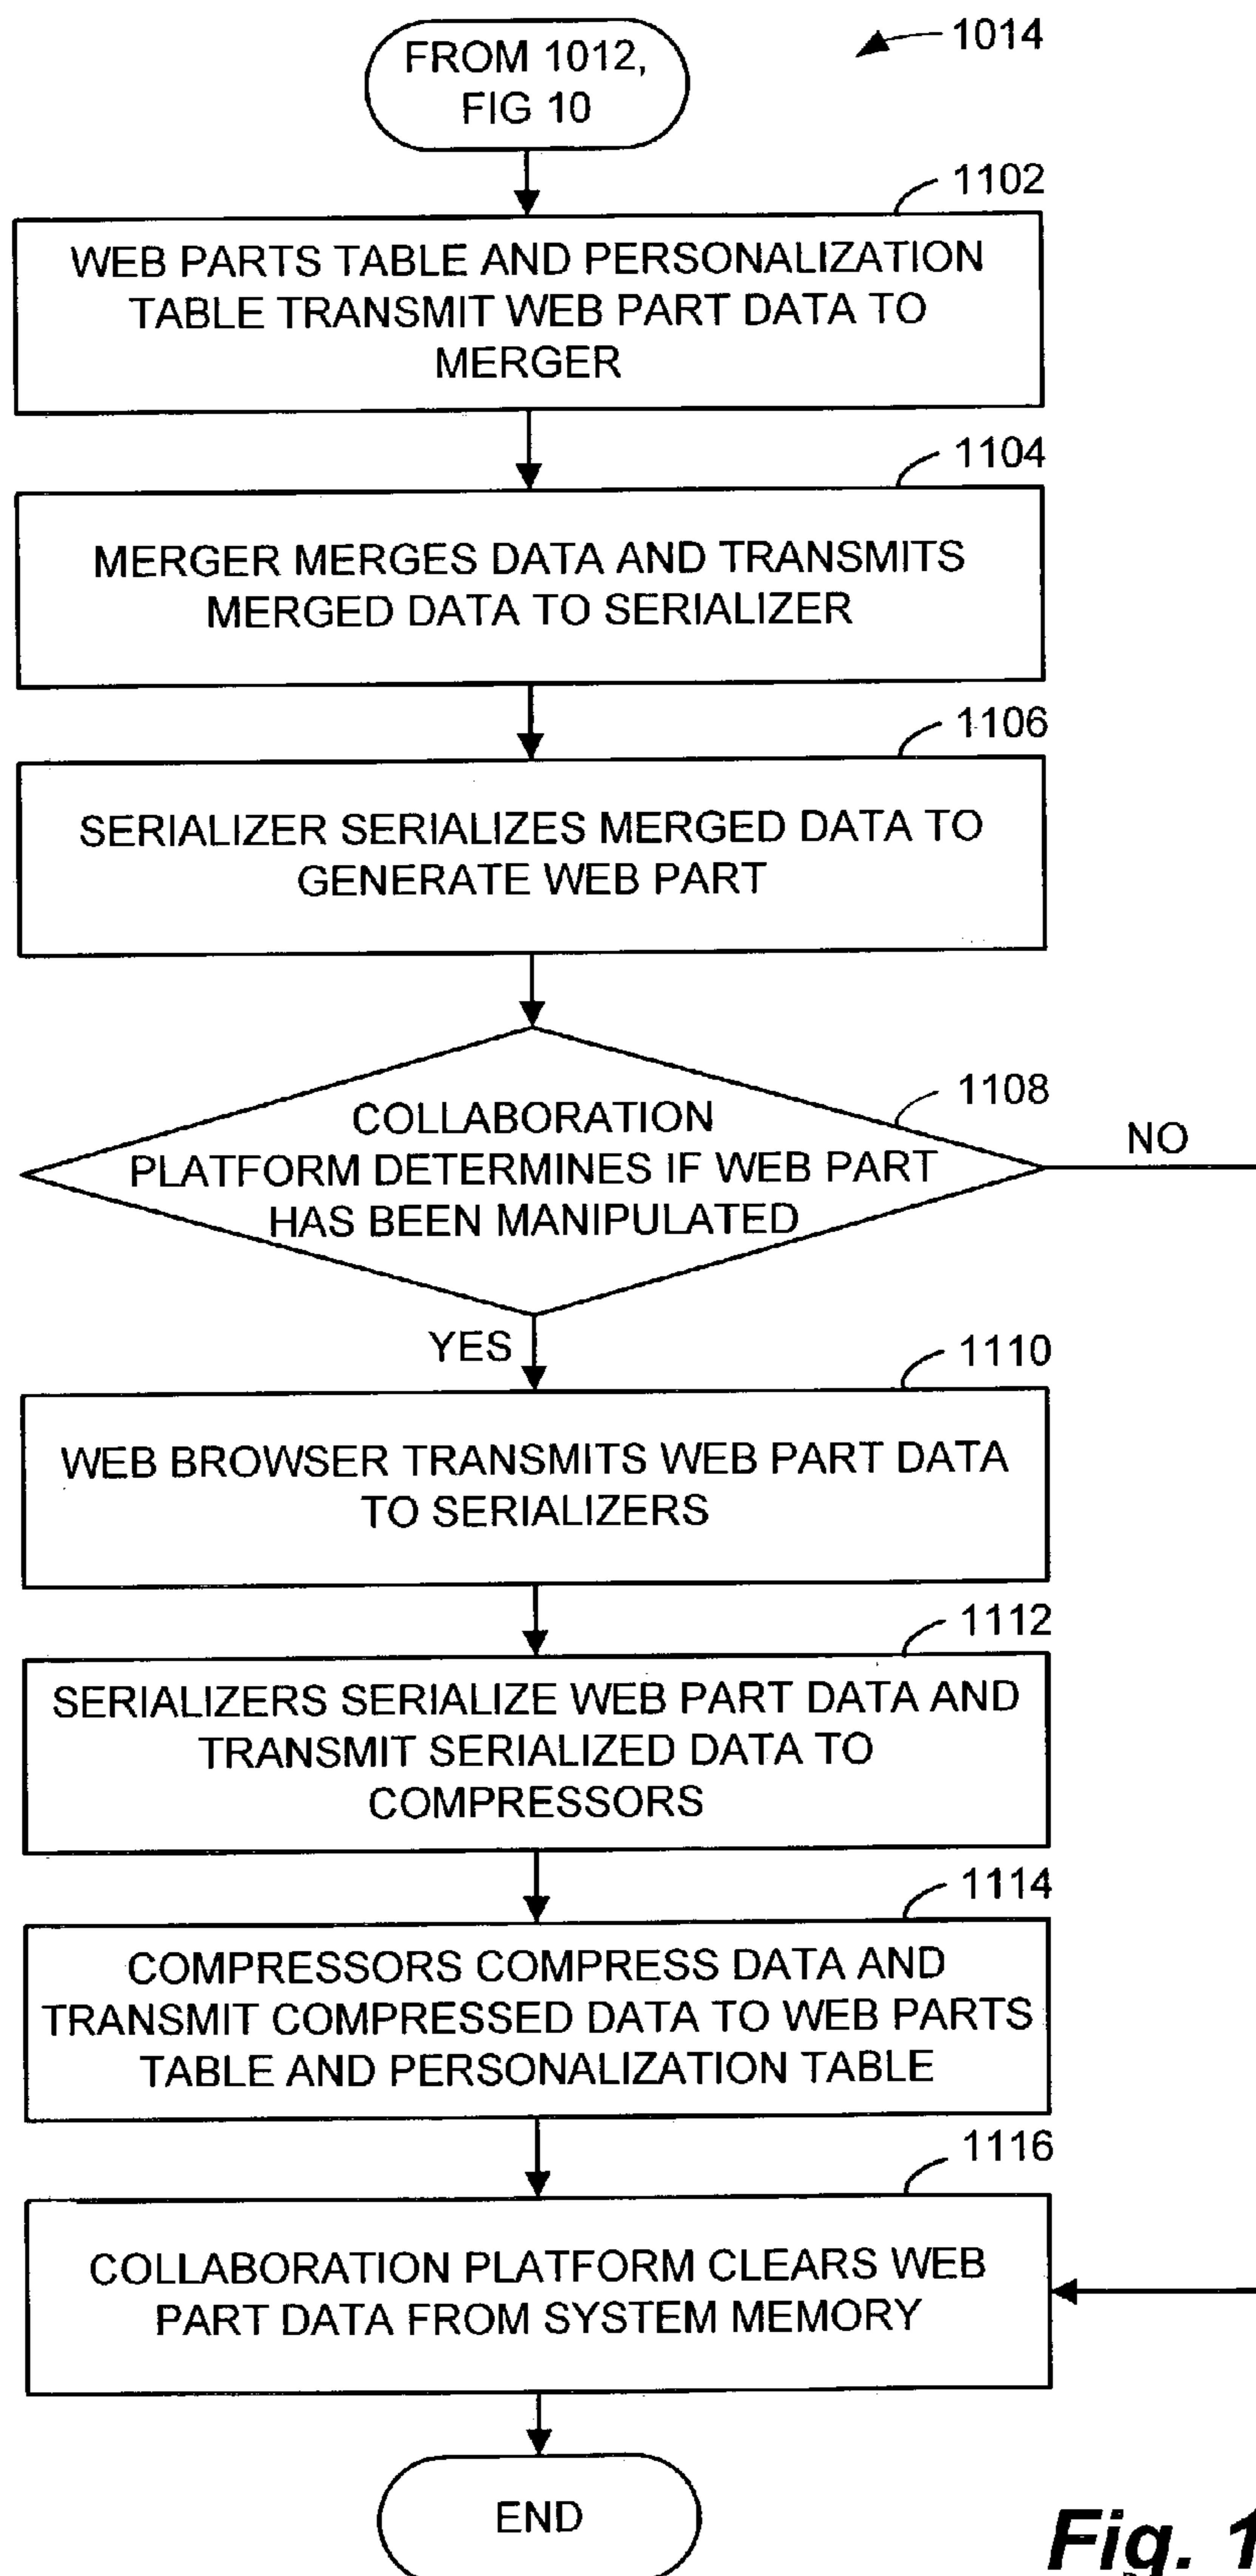 FROM 1012,
FIG 10
1014
1102
WEB PARTS TABLE AND PERSONALIZATION
TABLE TRANSMIT WEB PART DATA TO
MERGER
1104
MERGER MERGES DATA AND TRANSMITS
MERGED DATA TO SERIALIZER
1106
SERIALIZER SERIALIZES MERGED DATA TO
GENERATE WEB PART
1108
COLLABORATION
PLATFORM DETERMINES IF WEB PART
HAS BEEN MANIPULATED
NO
YES
1110
WEB BROWSER TRANSMITS WEB PART DATA
TO SERIALIZERS
1112
SERIALIZERS SERIALIZE WEB PART DATA AND
TRANSMIT SERIALIZED DATA TO
COMPRESSORS
1114
COMPRESSORS COMPRESS DATA AND
TRANSMIT COMPRESSED DATA TO WEB PARTS
TABLE AND PERSONALIZATION TABLE
1116
COLLABORATION PLATFORM CLEARS WEB
PART DATA FROM SYSTEM MEMORY
END
Fig. 1